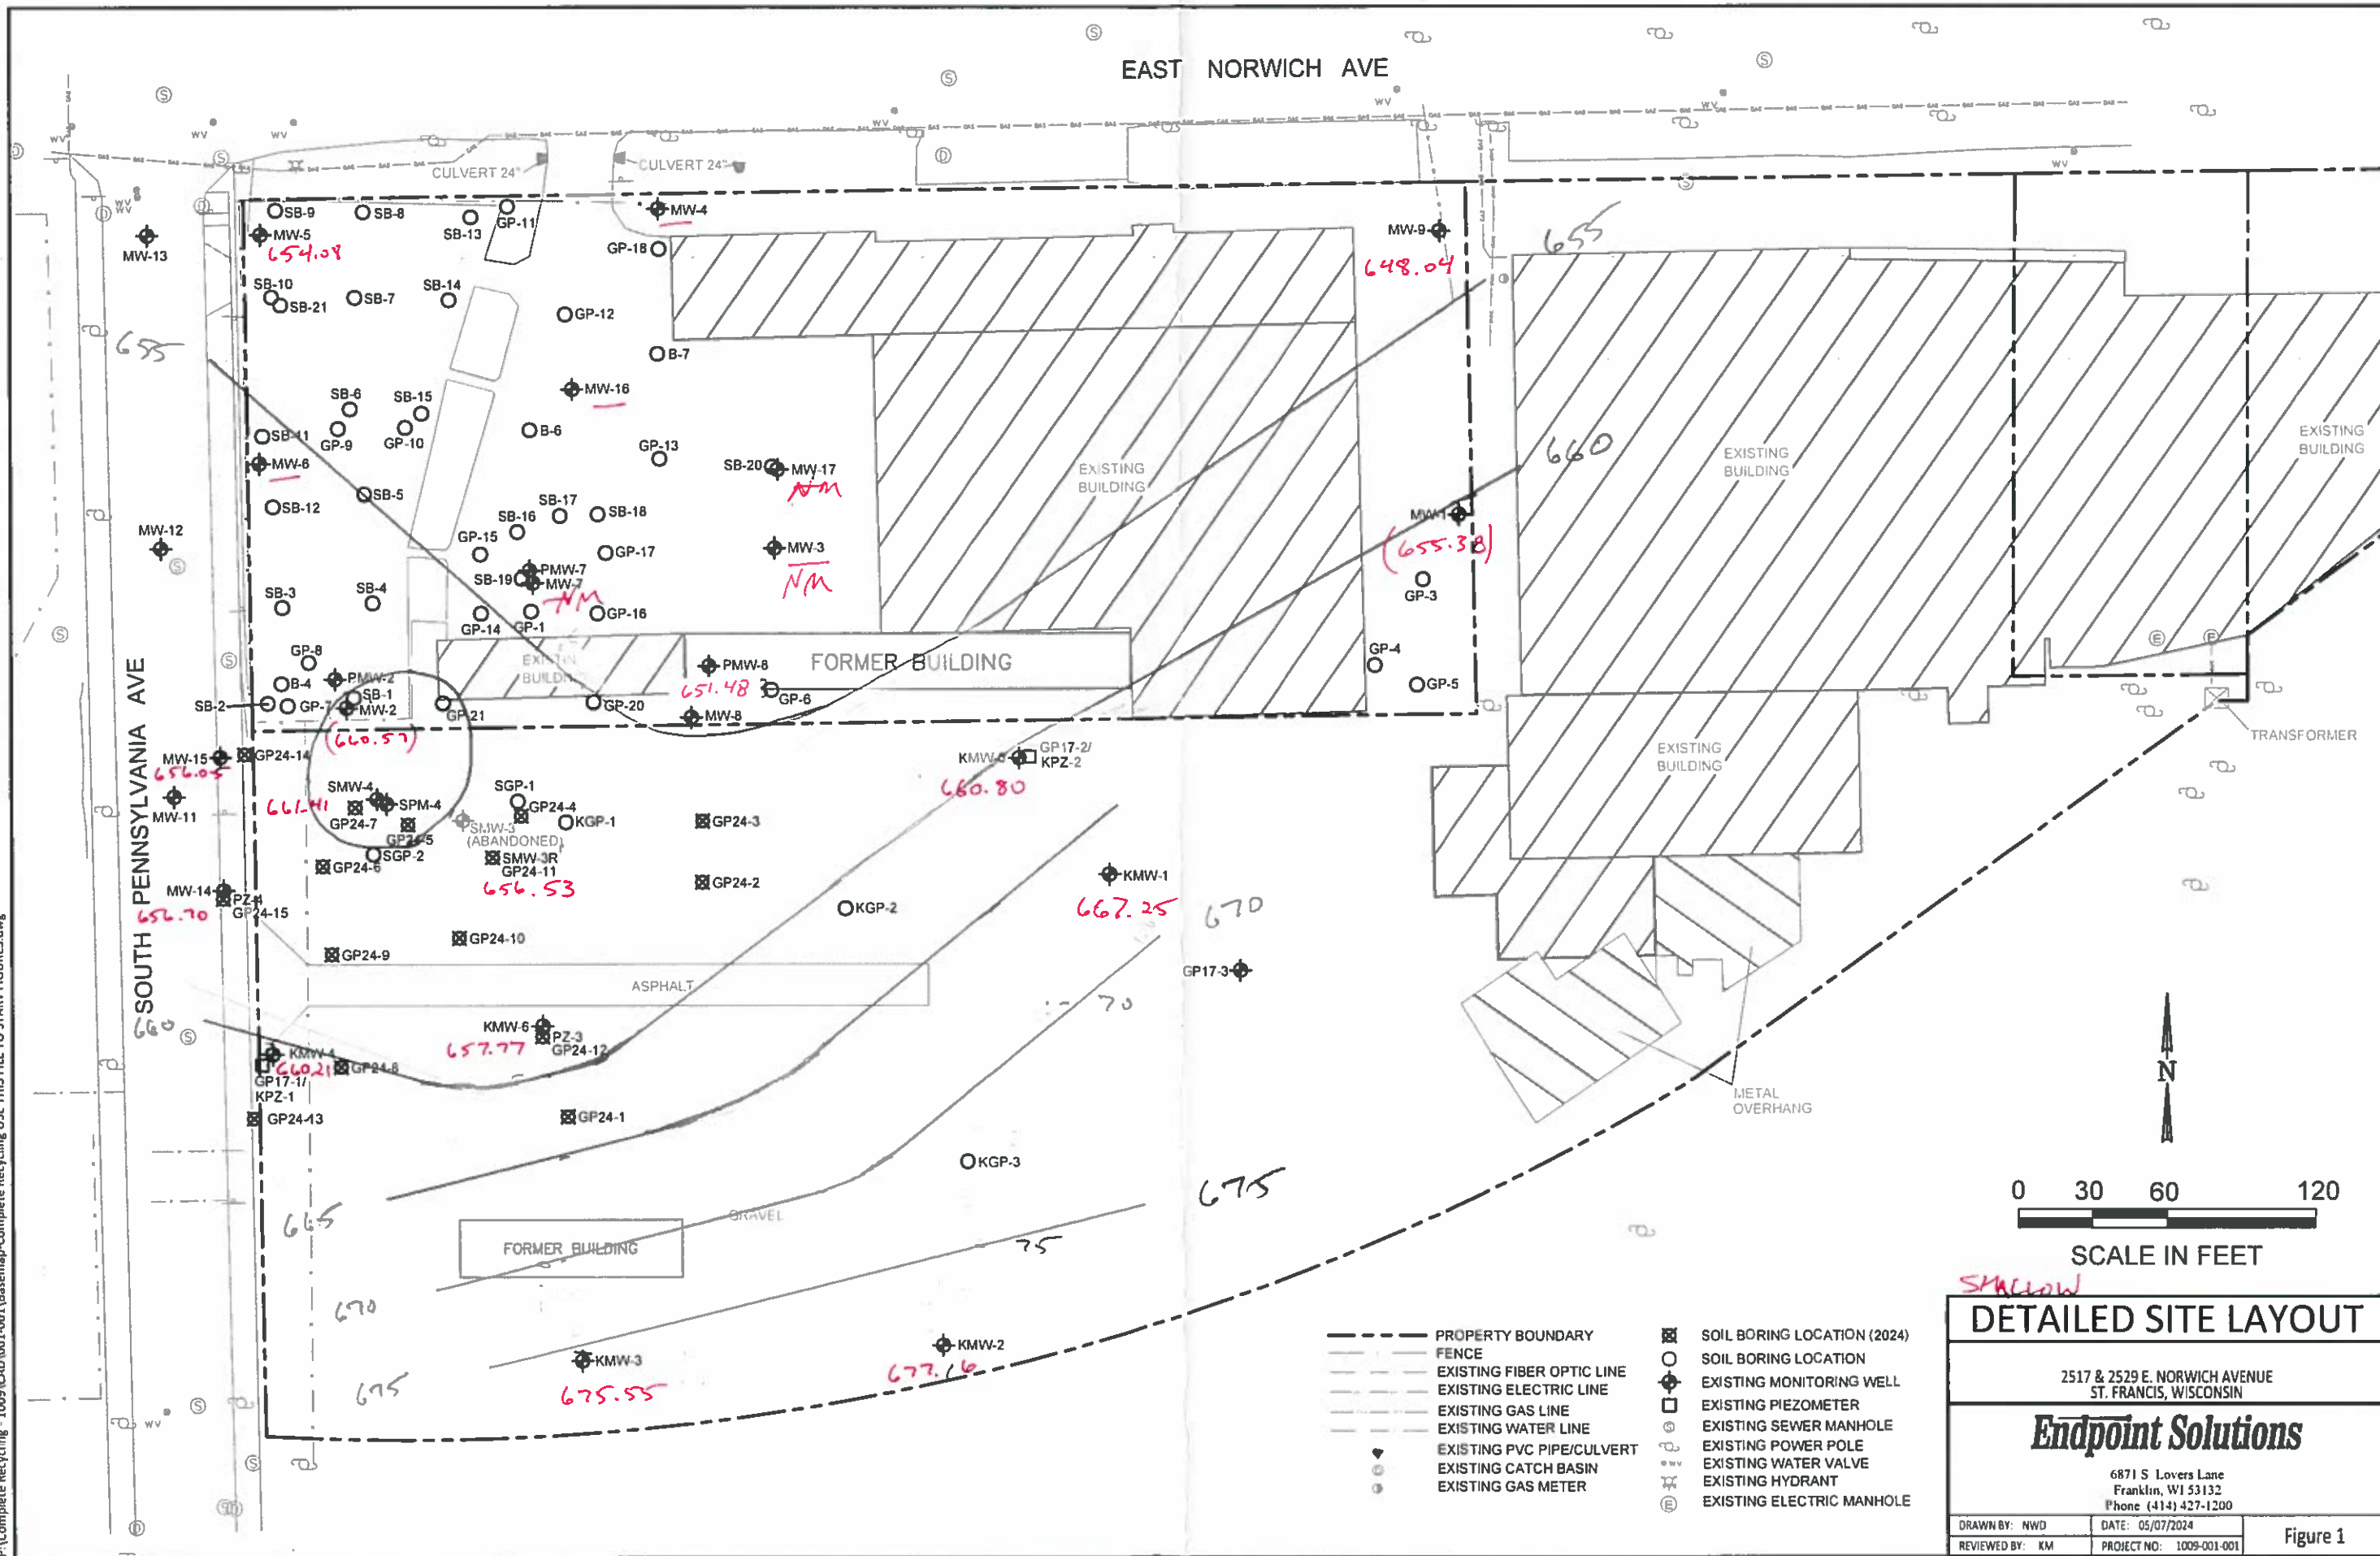 EAST NORWICH AVE
WV
WV
WV
WV
WV
WV
WV
WV
CULVERT 24"
CULVERT 24"
MW-13
SB-9
SB-8
SB-13
GP-11
MW-4
MW-9
648.04
655
MW-5
654.08
GP-18
SB-10
SB-21
SB-7
SB-14
GP-12
655
B-7
MW-16
SB-6
SB-15
SB-11
GP-9
GP-10
B-6
GP-13
MW-6
SB-20
MW-17
NM
EXISTING
BUILDING
660
EXISTING
BUILDING
EXISTING
BUILDING
SB-5
SB-12
SB-17
SB-16
SB-18
MW-1
(655.38)
MW-12
GP-15
GP-17
MW-3
NM
PMW-7
SB-19
MW-7
NM
GP-3
SB-3
SB-4
GP-14
GP-1
GP-16
GP-8
PMW-2
B-4
SB-1
SB-2
GP-7
MW-2
(660.57)
EXISTIN
BUILDING
PMW-8
651.48
FORMER BUILDING
GP-6
GP-4
GP-5
GP-21
GP-20
MW-8
SOUTH PENNSYLVANIA AVE
MW-15
656.05
GP24-14
MW-11
SMW-4
661.41
SPM-4
GP24-7
GP24-5
SGP-1
GP24-4
KGP-1
SMW-3
(ABANDONED)
SMW-3R
GP24-11
656.53
GP24-3
GP24-2
GP17-2/
KPZ-2
660.80
EXISTING
BUILDING
TRANSFORMER
SGP-2
GP24-6
MW-14
656.70
PZ-4
GP24-15
KGP-2
KMW-1
667.25
670
GP24-10
GP24-9
GP17-3
ASPHALT
70
KMW-6
PZ-3
GP24-12
657.77
660
KMW-4
660.21
GP24-8
GP17-1/
KPZ-1
GP24-13
GP24-1
METAL
OVERHANG
N
KGP-3
675
665
GRAVEL
FORMER BUILDING
75
670
675
KMW-3
675.55
KMW-2
677.16
0 30 60 120
SCALE IN FEET
SHALLOW
PROPERTY BOUNDARY
FENCE
EXISTING FIBER OPTIC LINE
EXISTING ELECTRIC LINE
EXISTING GAS LINE
EXISTING WATER LINE
EXISTING PVC PIPE/CULVERT
EXISTING CATCH BASIN
EXISTING GAS METER
SOIL BORING LOCATION (2024)
SOIL BORING LOCATION
EXISTING MONITORING WELL
EXISTING PIEZOMETER
EXISTING SEWER MANHOLE
EXISTING POWER POLE
EXISTING WATER VALVE
EXISTING HYDRANT
EXISTING ELECTRIC MANHOLE
DETAILED SITE LAYOUT
2517 & 2529 E. NORWICH AVENUE
ST. FRANCIS, WISCONSIN
Endpoint Solutions
6871 S Lovers Lane
Franklin, WI 53132
Phone (414) 427-1200
DRAWN BY: NWD
DATE: 05/07/2024
REVIEWED BY: KM
PROJECT NO: 1009-001-001
Figure 1